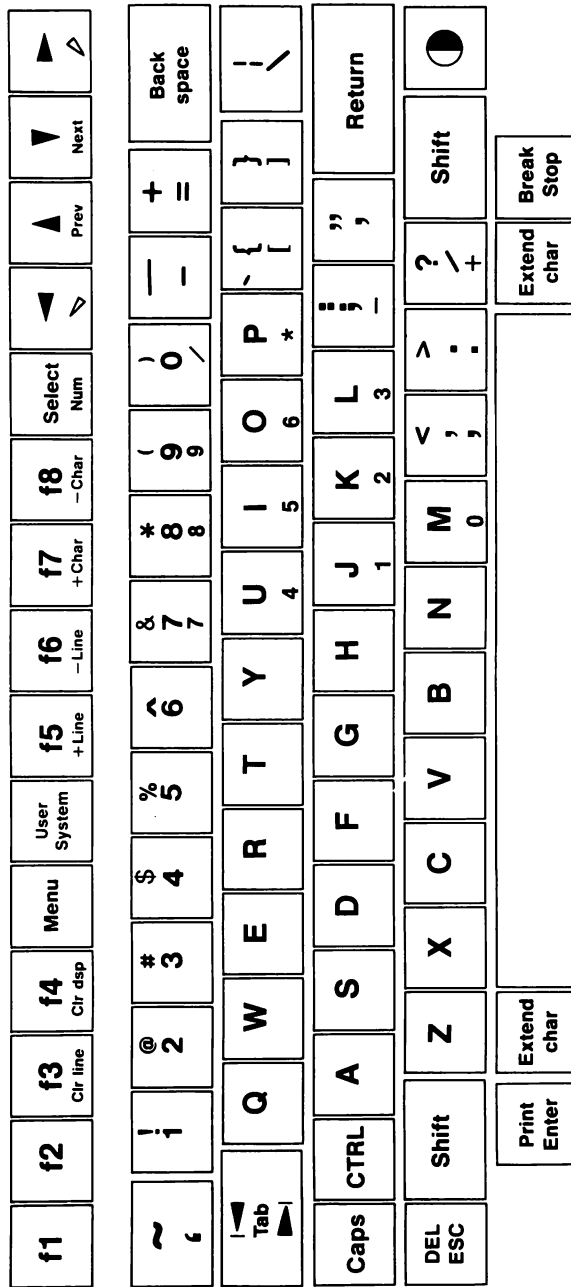 f1 f2 f3 f4 Menu User f5 f6 f7 f8 Select ◄ ▲ ▼ ►
Clr line Clr dsp System +Line −Line +Char −Char Num Prev Next
~ ! @ # $ % ^ & * ( ) _ + Back
` 1 2 3 4 5 6 7 8 9 0 - = space
7 8 9 /
Tab Q W E R T Y U I O P ` { } ¦
4 5 6 * [ ] \
Caps CTRL A S D F G H J K L : " Return
1 2 3 ; - '
DEL Shift Z X C V B N M < > ? Shift
ESC 0 , , . . / +
Print Extend Extend Break
Enter char char Stop